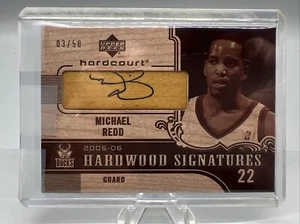 03/50
UPPER DECK
hardcourt
MICHAEL
REDD
2005-06
HARDWOOD SIGNATURES
BUCKS
GUARD
22